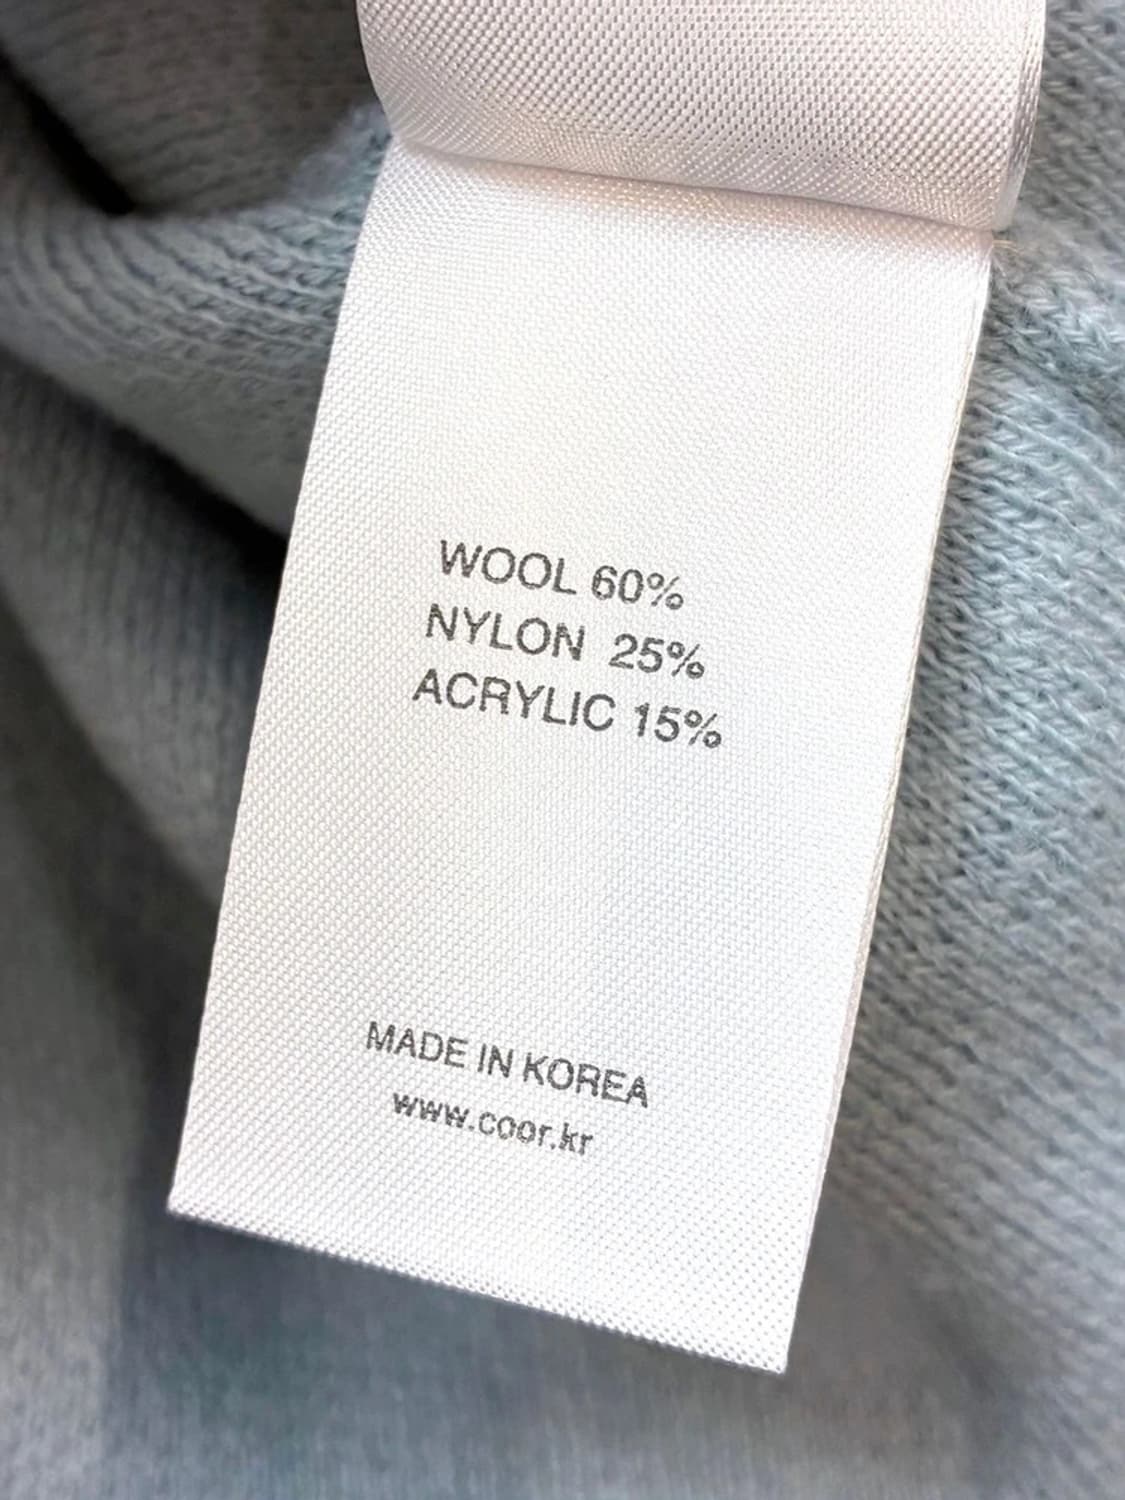 WOOL 60%
NYLON 25%
ACRYLIC 15%
MADE IN KOREA
www.coor.kr